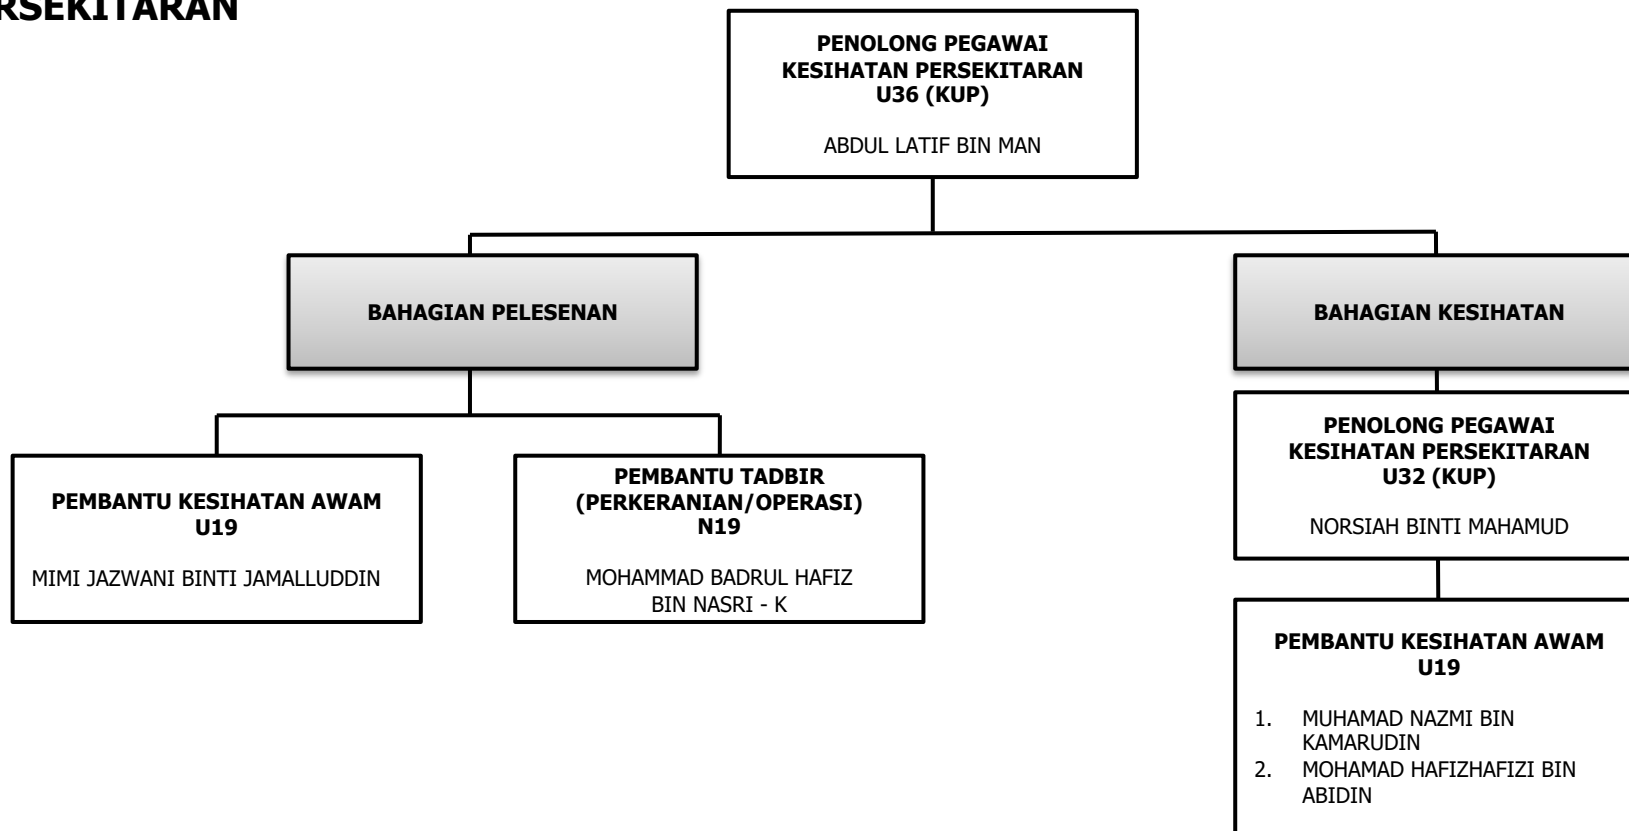 RSEKITARAN
PENOLONG PEGAWAI
KESIHATAN PERSEKITARAN
U36 (KUP)
ABDUL LATIF BIN MAN
BAHAGIAN PELESENAN
BAHAGIAN KESIHATAN
PEMBANTU KESIHATAN AWAM
U19
MIMI JAZWANI BINTI JAMALLUDDIN
PEMBANTU TADBIR
(PERKERANIAN/OPERASI)
N19
MOHAMMAD BADRUL HAFIZ
BIN NASRI - K
PENOLONG PEGAWAI
KESIHATAN PERSEKITARAN
U32 (KUP)
NORSIAH BINTI MAHAMUD
PEMBANTU KESIHATAN AWAM
U19
1. MUHAMAD NAZMI BIN
KAMARUDIN
2. MOHAMAD HAFIZHAFIZI BIN
ABIDIN